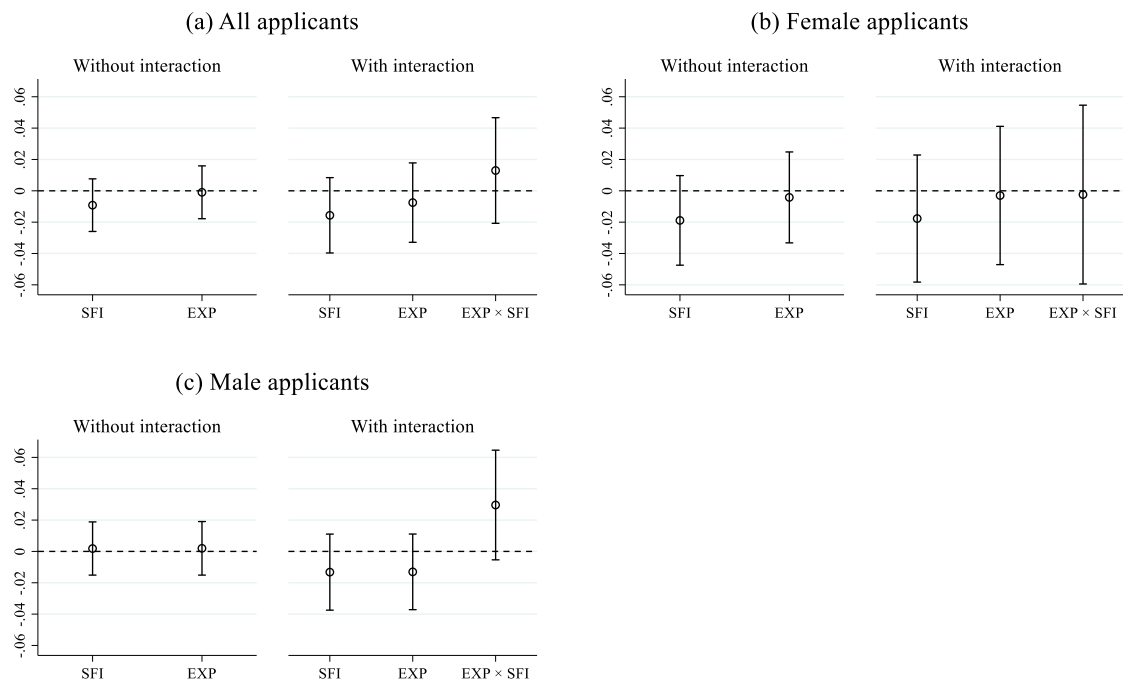 (a) All applicants
Without interaction
With interaction
.06
.04
.02
0
-.02
-.04
-.06
SFI
EXP
SFI
EXP
EXP × SFI
(b) Female applicants
Without interaction
With interaction
.06
.04
.02
0
-.02
-.04
-.06
SFI
EXP
SFI
EXP
EXP × SFI
(c) Male applicants
Without interaction
With interaction
.06
.04
.02
0
-.02
-.04
-.06
SFI
EXP
SFI
EXP
EXP × SFI